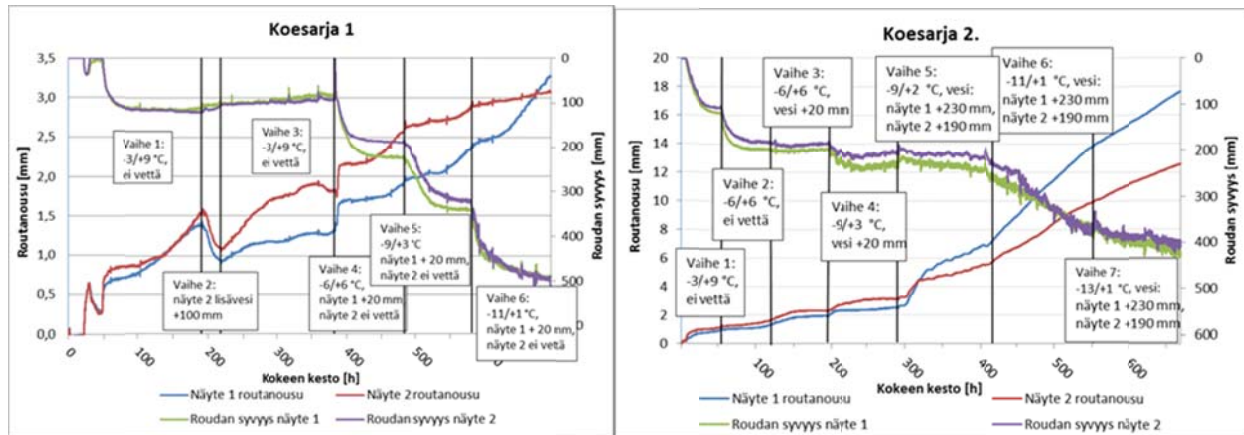 Koesarja 1
3,5
3,0
2,5
2,0
1,5
1,0
0,5
0,0
Routanousu [mm]
0
100
200
300
400
500
Roudan syvyys [mm]
0
100
200
300
400
500
Kokeen kesto [h]
Vaihe 1:
-3/+9 °C,
ei vettä
Vaihe 2:
näyte 2 lisävesi
+100 mm
Vaihe 3:
-3/+9 °C,
ei vettä
Vaihe 4:
-6/+6 °C,
näyte 1 +20 mm
näyte 2 ei vettä
Vaihe 5:
-9/+3 °C
näyte 1 + 20 mm,
näyte 2 ei vettä
Vaihe 6:
-11/+1 °C,
näyte 1 + 20 mm,
näyte 2 ei vettä
Näyte 1 routanousu
Näyte 2 routanousu
Roudan syvyys näyte 1
Roudan syvyys näyte 2
Koesarja 2.
20
18
16
14
12
10
8
6
4
2
0
Routanousu [mm]
0
100
200
300
400
500
600
Roudan syvyys [mm]
0
100
200
300
400
500
600
Kokeen kesto [h]
Vaihe 1:
-3/+9 °C,
ei vettä
Vaihe 2:
-6/+6 °C,
ei vettä
Vaihe 3:
-6/+6 °C,
vesi +20 mm
Vaihe 4:
-9/+3 °C
vesi +20 mm
Vaihe 5:
-9/+2 °C, vesi:
näyte 1 +230 mm,
näyte 2 +190 mm
Vaihe 6:
-11/+1 °C, vesi:
näyte 1 +230 mm
näyte 2 +190 mm
Vaihe 7:
-13/+1 °C, vesi:
näyte 1 +230 mm,
näyte 2 +190 mm
Näyte 1 routanousu
Näyte 2 routanousu
Roudan syvyys näyte 1
Roudan syvyys näyte 2